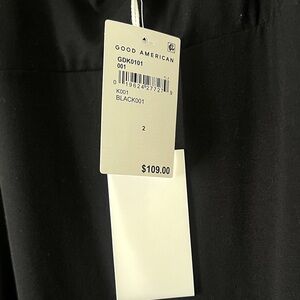 GOOD AMERICAN
GDK0101
001
K001
BLACK001
2
$109.00